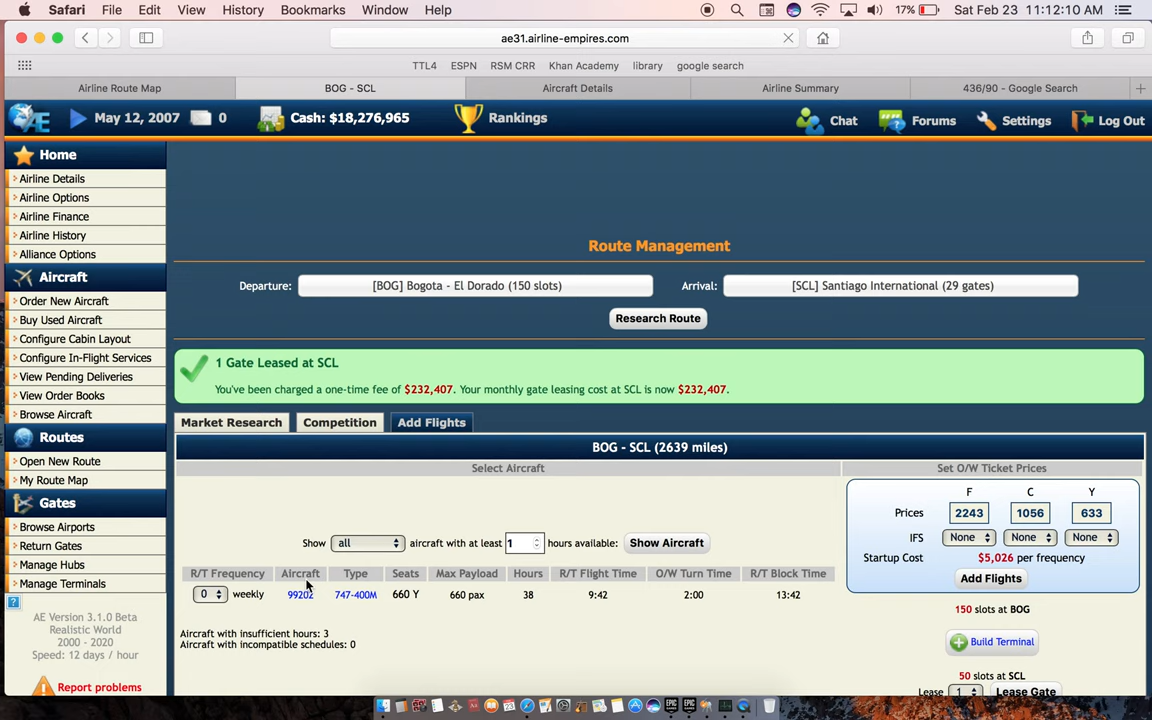 Safari File Edit View History Bookmarks Window Help 17% Sat Feb 23 11:12:10 AM
ae31.airline-empires.com
TTL4 ESPN RSM CRR Khan Academy library google search
Airline Route Map BOG - SCL Aircraft Details Airline Summary 436/90 - Google Search
AE May 12, 2007 0 Cash: $18,276,965 Rankings Chat Forums Settings Log Out
Home
Airline Details
Airline Options
Airline Finance
Airline History
Alliance Options
Aircraft
Order New Aircraft
Buy Used Aircraft
Configure Cabin Layout
Configure In-Flight Services
View Pending Deliveries
View Order Books
Browse Aircraft
Routes
Open New Route
My Route Map
Gates
Browse Airports
Return Gates
Manage Hubs
Manage Terminals
?
AE Version 3.1.0 Beta
Realistic World
2000 - 2020
Speed: 12 days / hour
Report problems
Route Management
Departure: [BOG] Bogota - El Dorado (150 slots) Arrival: [SCL] Santiago International (29 gates)
Research Route
1 Gate Leased at SCL
You've been charged a one-time fee of $232,407. Your monthly gate leasing cost at SCL is now $232,407.
Market Research Competition Add Flights
BOG - SCL (2639 miles)
Select Aircraft
Show all aircraft with at least 1 hours available: Show Aircraft
R/T Frequency Aircraft Type Seats Max Payload Hours R/T Flight Time O/W Turn Time R/T Block Time
0 weekly 99202 747-400M 660 Y 660 pax 38 9:42 2:00 13:42
Aircraft with insufficient hours: 3
Aircraft with incompatible schedules: 0
Set O/W Ticket Prices
F C Y
Prices 2243 1056 633
IFS None None None
Startup Cost $5,026 per frequency
Add Flights
150 slots at BOG
Build Terminal
50 slots at SCL
Lease 1 Lease Gate